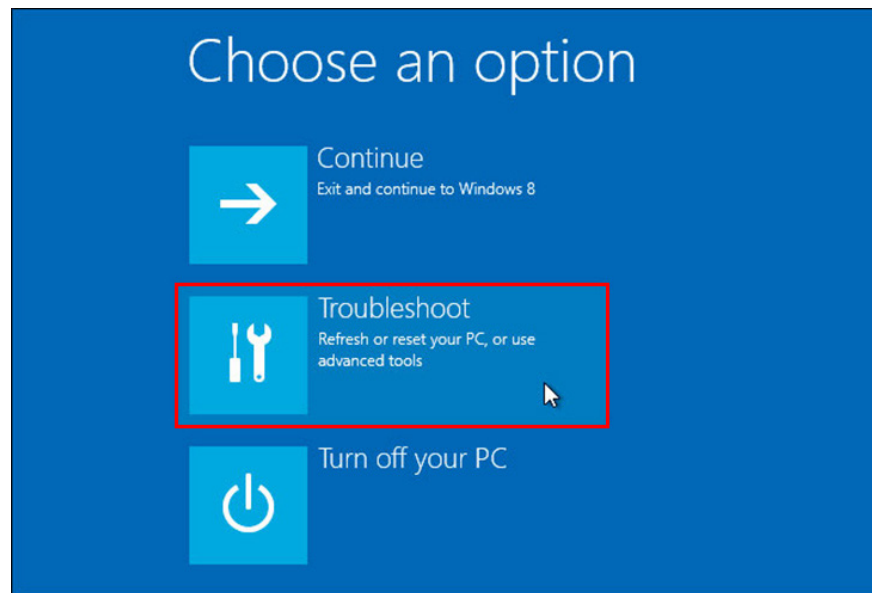 Choose an option
Continue
Exit and continue to Windows 8
Troubleshoot
Refresh or reset your PC, or use
advanced tools
Turn off your PC